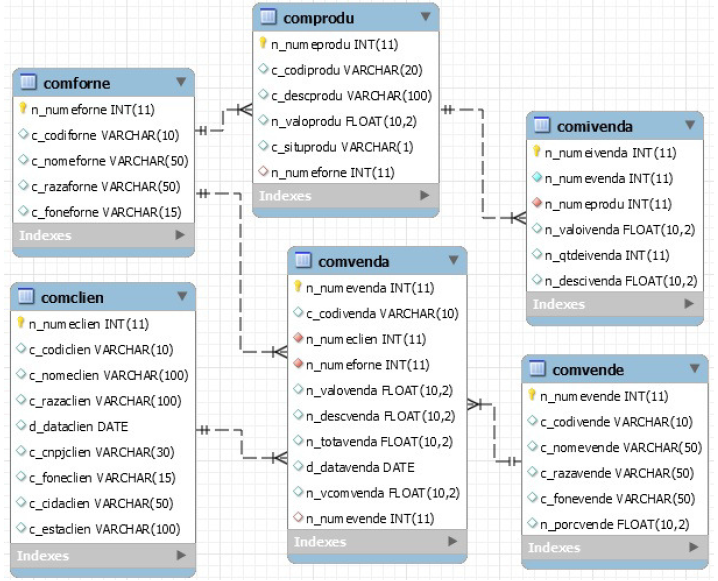 comprodu
n_numeprodu INT(11)
c_codiprodu VARCHAR(20)
c_descprodu VARCHAR(100)
n_valoprodu FLOAT(10,2)
c_situprodu VARCHAR(1)
n_numeforne INT(11)
Indexes
comforne
n_numeforne INT(11)
c_codiforne VARCHAR(10)
c_nomeforne VARCHAR(50)
c_razaforne VARCHAR(50)
c_foneforne VARCHAR(15)
Indexes
comivenda
n_numeivenda INT(11)
n_numevenda INT(11)
n_numeprodu INT(11)
n_valoivenda FLOAT(10,2)
n_qtdeivenda INT(11)
n_descivenda FLOAT(10,2)
Indexes
comvenda
n_numevenda INT(11)
c_codivenda VARCHAR(10)
n_numeclien INT(11)
n_numeforne INT(11)
n_valovenda FLOAT(10,2)
n_descvenda FLOAT(10,2)
n_totavenda FLOAT(10,2)
d_datavenda DATE
n_vcomvenda FLOAT(10,2)
n_numevende INT(11)
Indexes
comclien
n_numeclien INT(11)
c_codiclien VARCHAR(10)
c_nomeclien VARCHAR(100)
c_razaclien VARCHAR(100)
d_dataclien DATE
c_cnpjclien VARCHAR(30)
c_foneclien VARCHAR(15)
c_cidaclien VARCHAR(50)
c_estaclien VARCHAR(100)
Indexes
comvende
n_numevende INT(11)
c_codivende VARCHAR(10)
c_nomevende VARCHAR(50)
c_razavende VARCHAR(50)
c_fonevende VARCHAR(50)
n_porcvende FLOAT(10,2)
Indexes